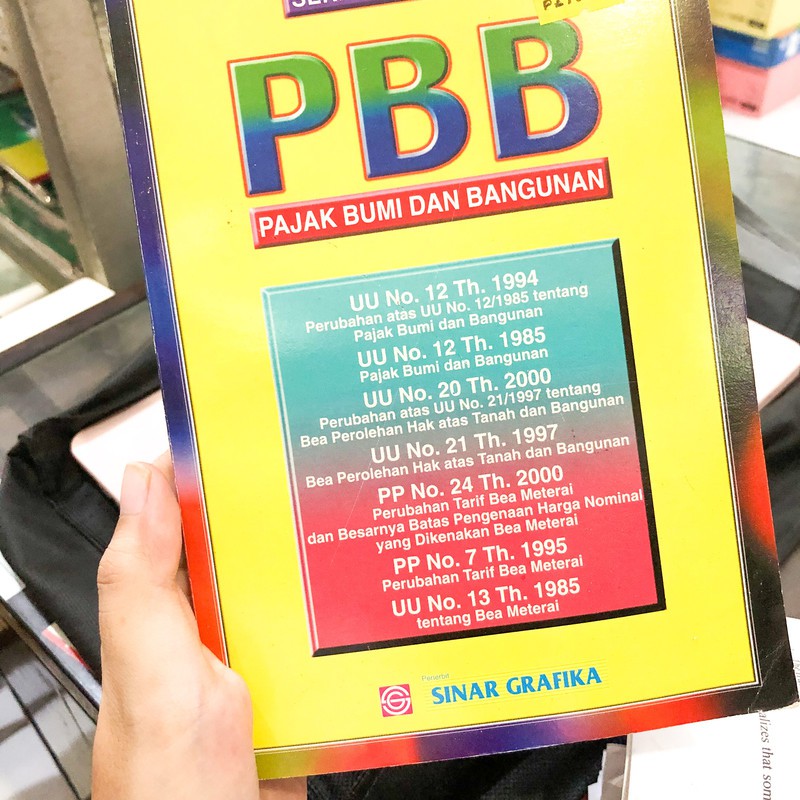 PBB
PAJAK BUMI DAN BANGUNAN
UU No. 12 Th. 1994
Perubahan atas UU No. 12/1985 tentang
Pajak Bumi dan Bangunan
UU No. 12 Th. 1985
Pajak Bumi dan Bangunan
UU No. 20 Th. 2000
Perubahan atas UU No. 21/1997 tentang
Bea Perolehan Hak atas Tanah dan Bangunan
UU No. 21 Th. 1997
Bea Perolehan Hak atas Tanah dan Bangunan
PP No. 24 Th. 2000
Perubahan Tarif Bea Meterai
dan Besarnya Batas Pengenaan Harga Nominal
yang Dikenakan Bea Meterai
PP No. 7 Th. 1995
Perubahan Tarif Bea Meterai
UU No. 13 Th. 1985
tentang Bea Meterai
Penerbit
SINAR GRAFIKA
that som